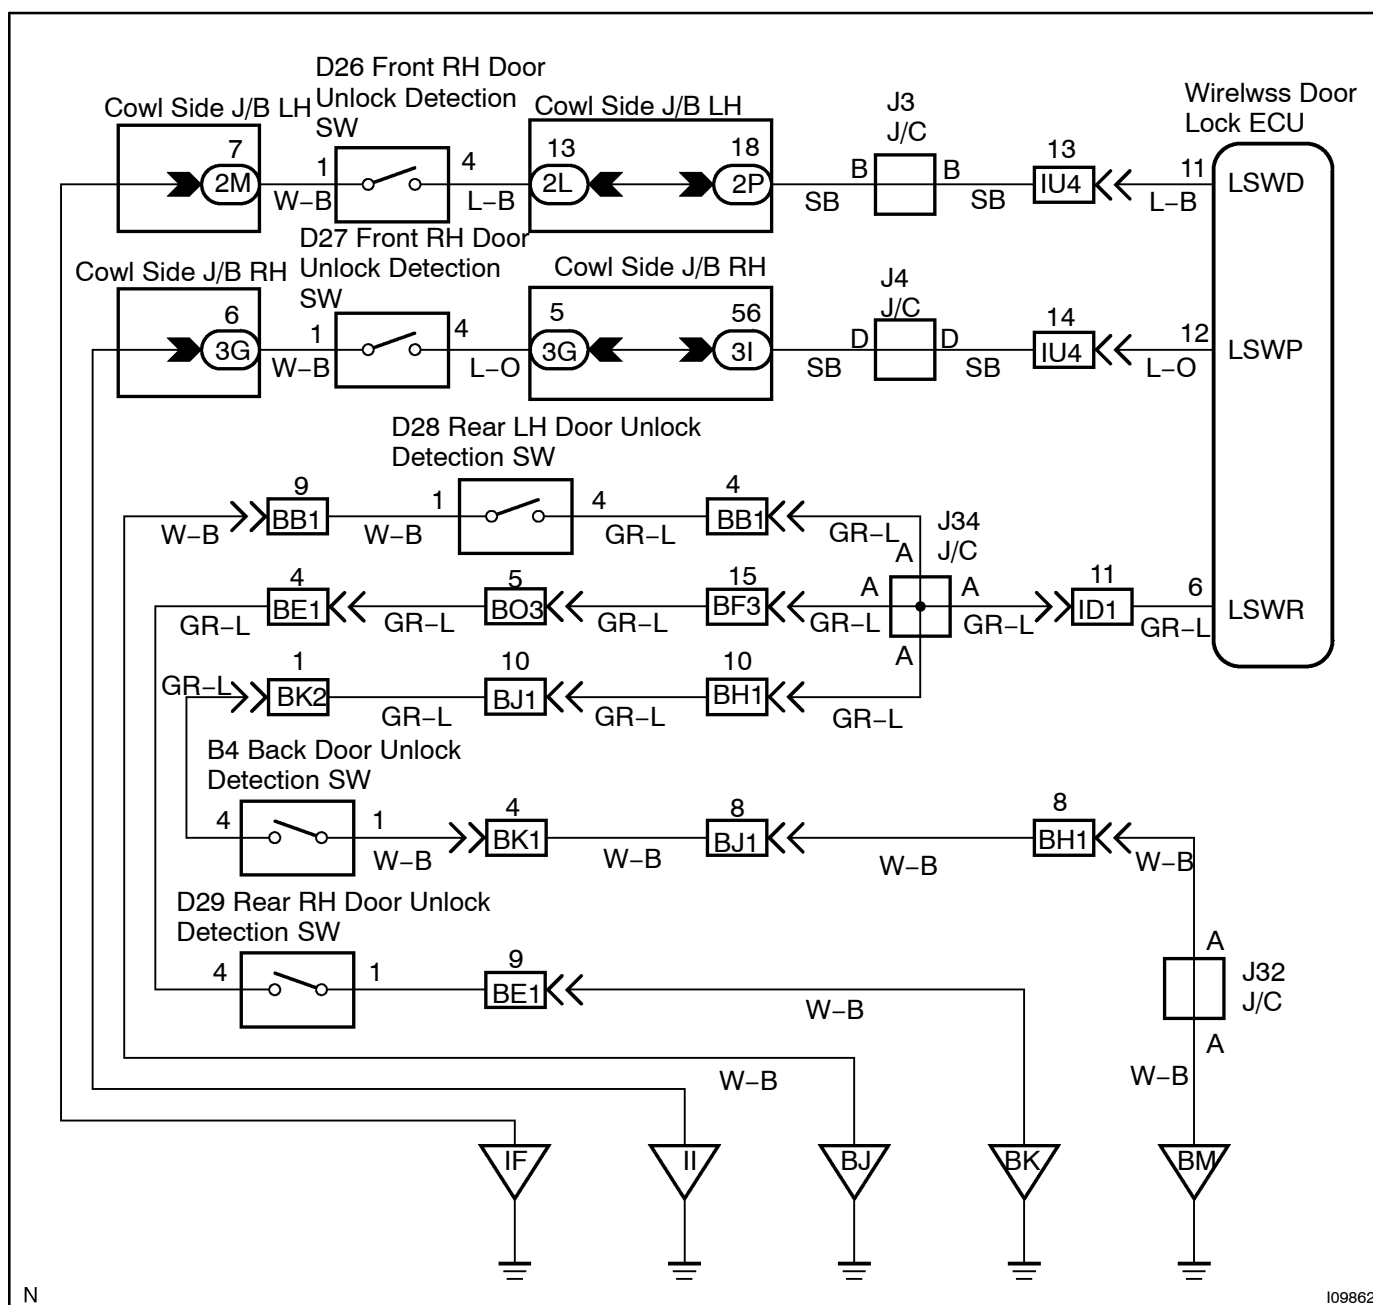 D26 Front RH Door
Unlock Detection
SW
Cowl Side J/B LH
Cowl Side J/B LH
J3
J/C
Wirelwss Door
Lock ECU
7
1
4
13
18
B
B
13
11
2M
2L
2P
IU4
LSWD
W-B
L-B
SB
SB
L-B
D27 Front RH Door
Unlock Detection
SW
Cowl Side J/B RH
Cowl Side J/B RH
J4
J/C
6
1
4
5
56
D
D
14
12
3G
3G
3I
IU4
LSWP
W-B
L-O
SB
SB
L-O
D28 Rear LH Door Unlock
Detection SW
9
1
4
4
BB1
BB1
W-B
W-B
GR-L
GR-L
A
J34
J/C
4
5
15
A
A
11
6
BE1
BO3
BF3
ID1
LSWR
GR-L
GR-L
GR-L
GR-L
GR-L
GR-L
A
1
10
10
GR-L
BK2
BJ1
BH1
GR-L
GR-L
GR-L
B4 Back Door Unlock
Detection SW
4
1
4
8
8
BK1
BJ1
BH1
W-B
W-B
W-B
W-B
D29 Rear RH Door Unlock
Detection SW
4
1
9
BE1
W-B
A
J32
J/C
A
W-B
W-B
IF
II
BJ
BK
BM
N
I09862